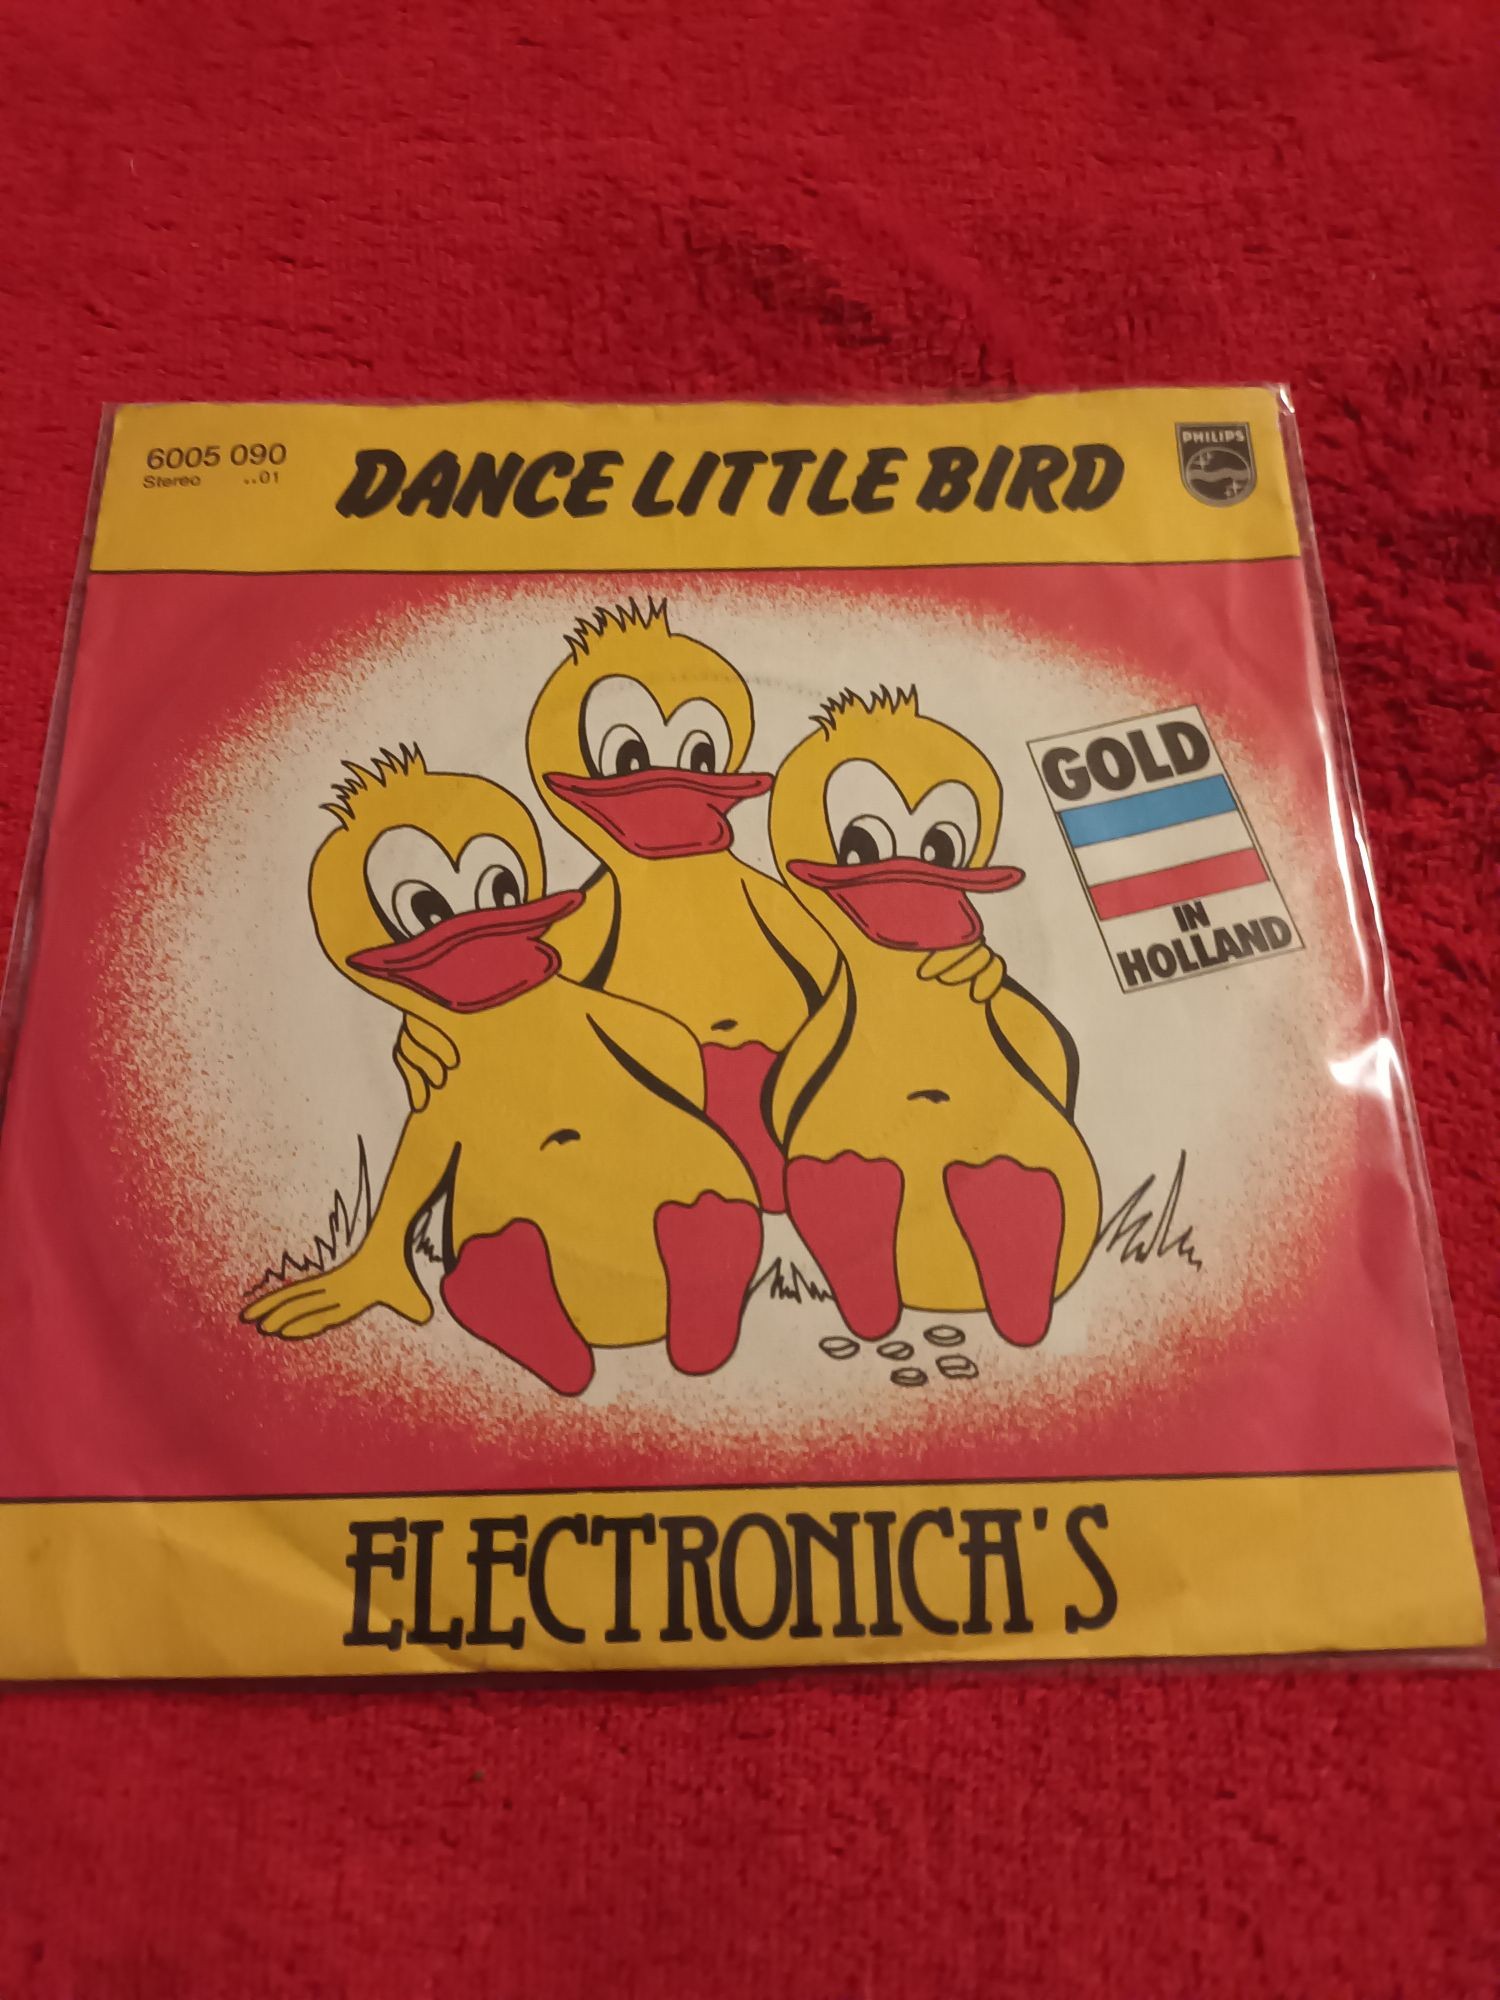 6005 090
Stereo ..01
DANCE LITTLE BIRD
PHILIPS
GOLD
IN
HOLLAND
ELECTRONICA'S